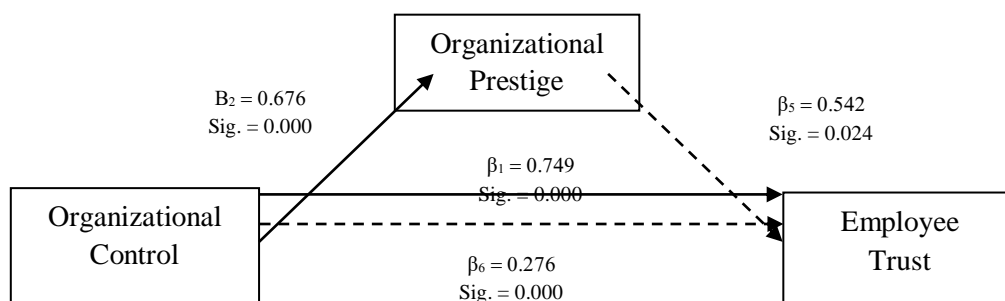 Organizational
Prestige
B₂ = 0.676
Sig. = 0.000
β₅ = 0.542
Sig. = 0.024
β₁ = 0.749
Sig. = 0.000
Organizational
Control
Employee
Trust
β₆ = 0.276
Sig. = 0.000